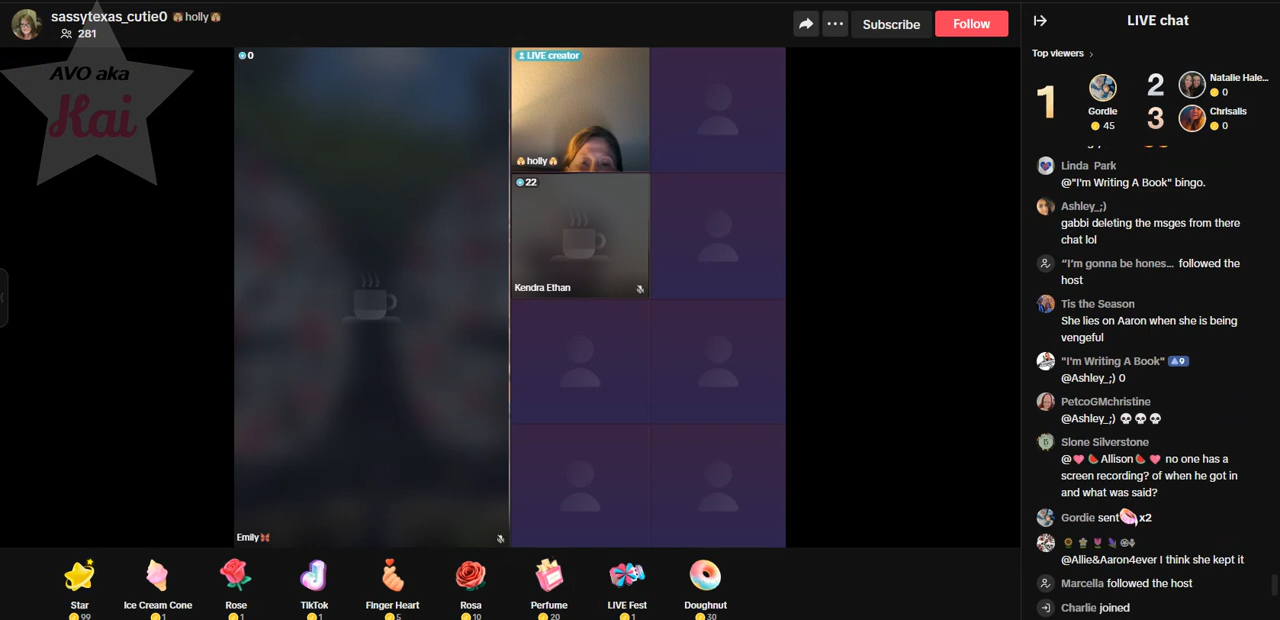 sassytexas_cutie0 🙈holly🙈
281
Subscribe
Follow
AVO aka
Kai
0
LIVE creator
🙈holly🙈
22
Kendra Ethan
Emily🦋
Star
99
Ice Cream Cone
1
Rose
1
TikTok
1
Finger Heart
5
Rosa
10
Perfume
20
LIVE Fest
1
Doughnut
30
LIVE chat
Top viewers
1
Gordie
45
2
Natalie Hale...
0
3
Chrisalis
0
Linda Park
@"I'm Writing A Book" bingo.
Ashley_;)
gabbi deleting the msges from there
chat lol
“I’m gonna be hones... followed the
host
Tis the Season
She lies on Aaron when she is being
vengeful
"I'm Writing A Book" 9
@Ashley_;) 0
PetcoGMchristine
@Ashley_;) 💀💀💀
Slone Silverstone
@💗🍉Allison🍉💗 no one has a
screen recording? of when he got in
and what was said?
Gordie sent x2
@Allie&Aaron4ever I think she kept it
Marcella followed the host
Charlie joined